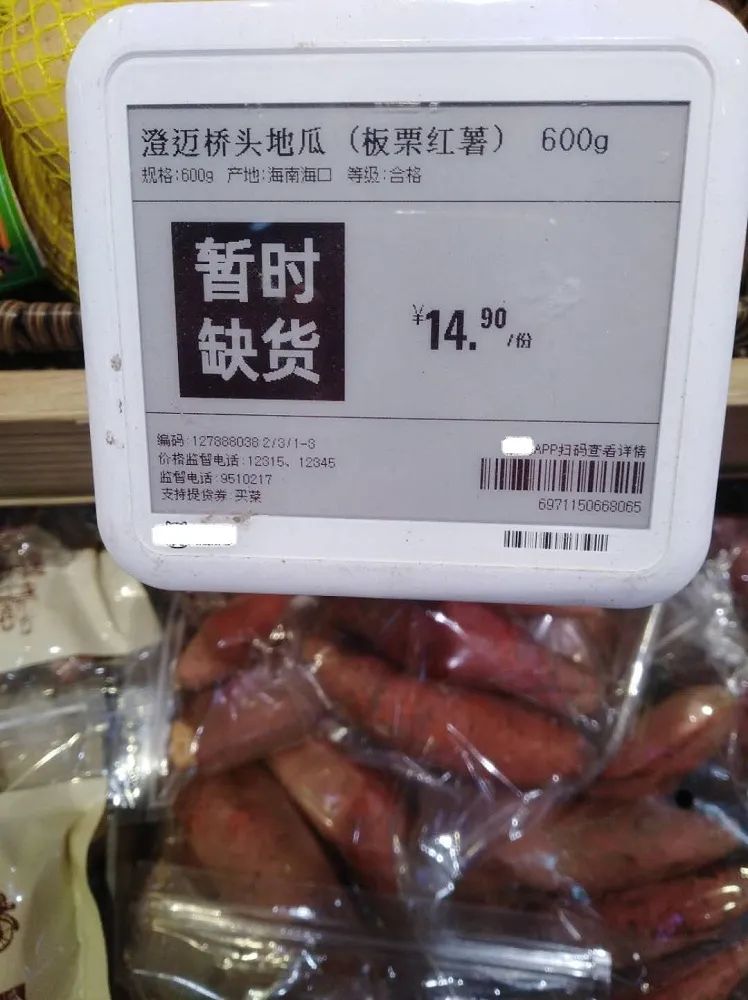 澄迈桥头地瓜（板栗红薯） 600g
规格:600g 产地:海南海口 等级:合格
暂时
缺货
¥14.90/份
编码:127888038 2/3/1-3
价格监督电话:12315、12345
监督电话:9510217
支持提货券 买菜
APP扫码查看详情
6971150668065